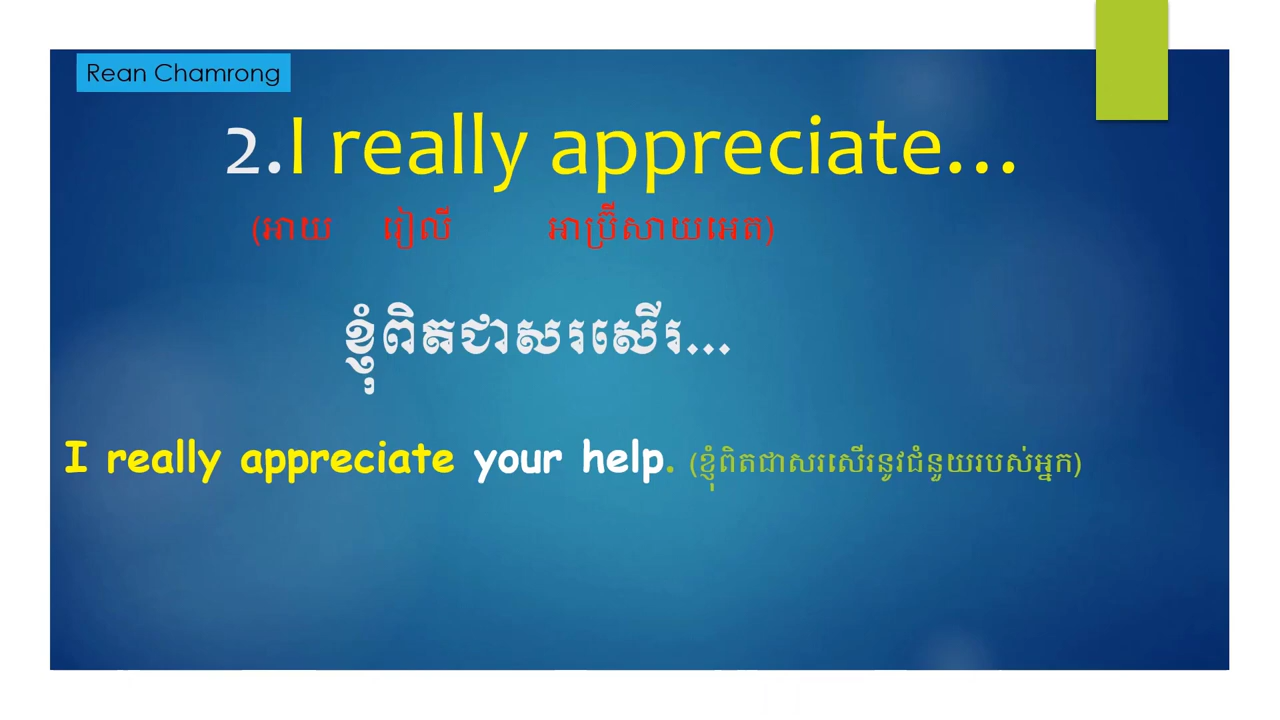 Rean Chamrong
2.I really appreciate...
(អាយ រៀលី អាប្រ៊ីសាយអេត)
ខ្ញុំពិតជាសរសើរ...
I really appreciate your help. (ខ្ញុំពិតជាសរសើរនូវជំនួយរបស់អ្នក)